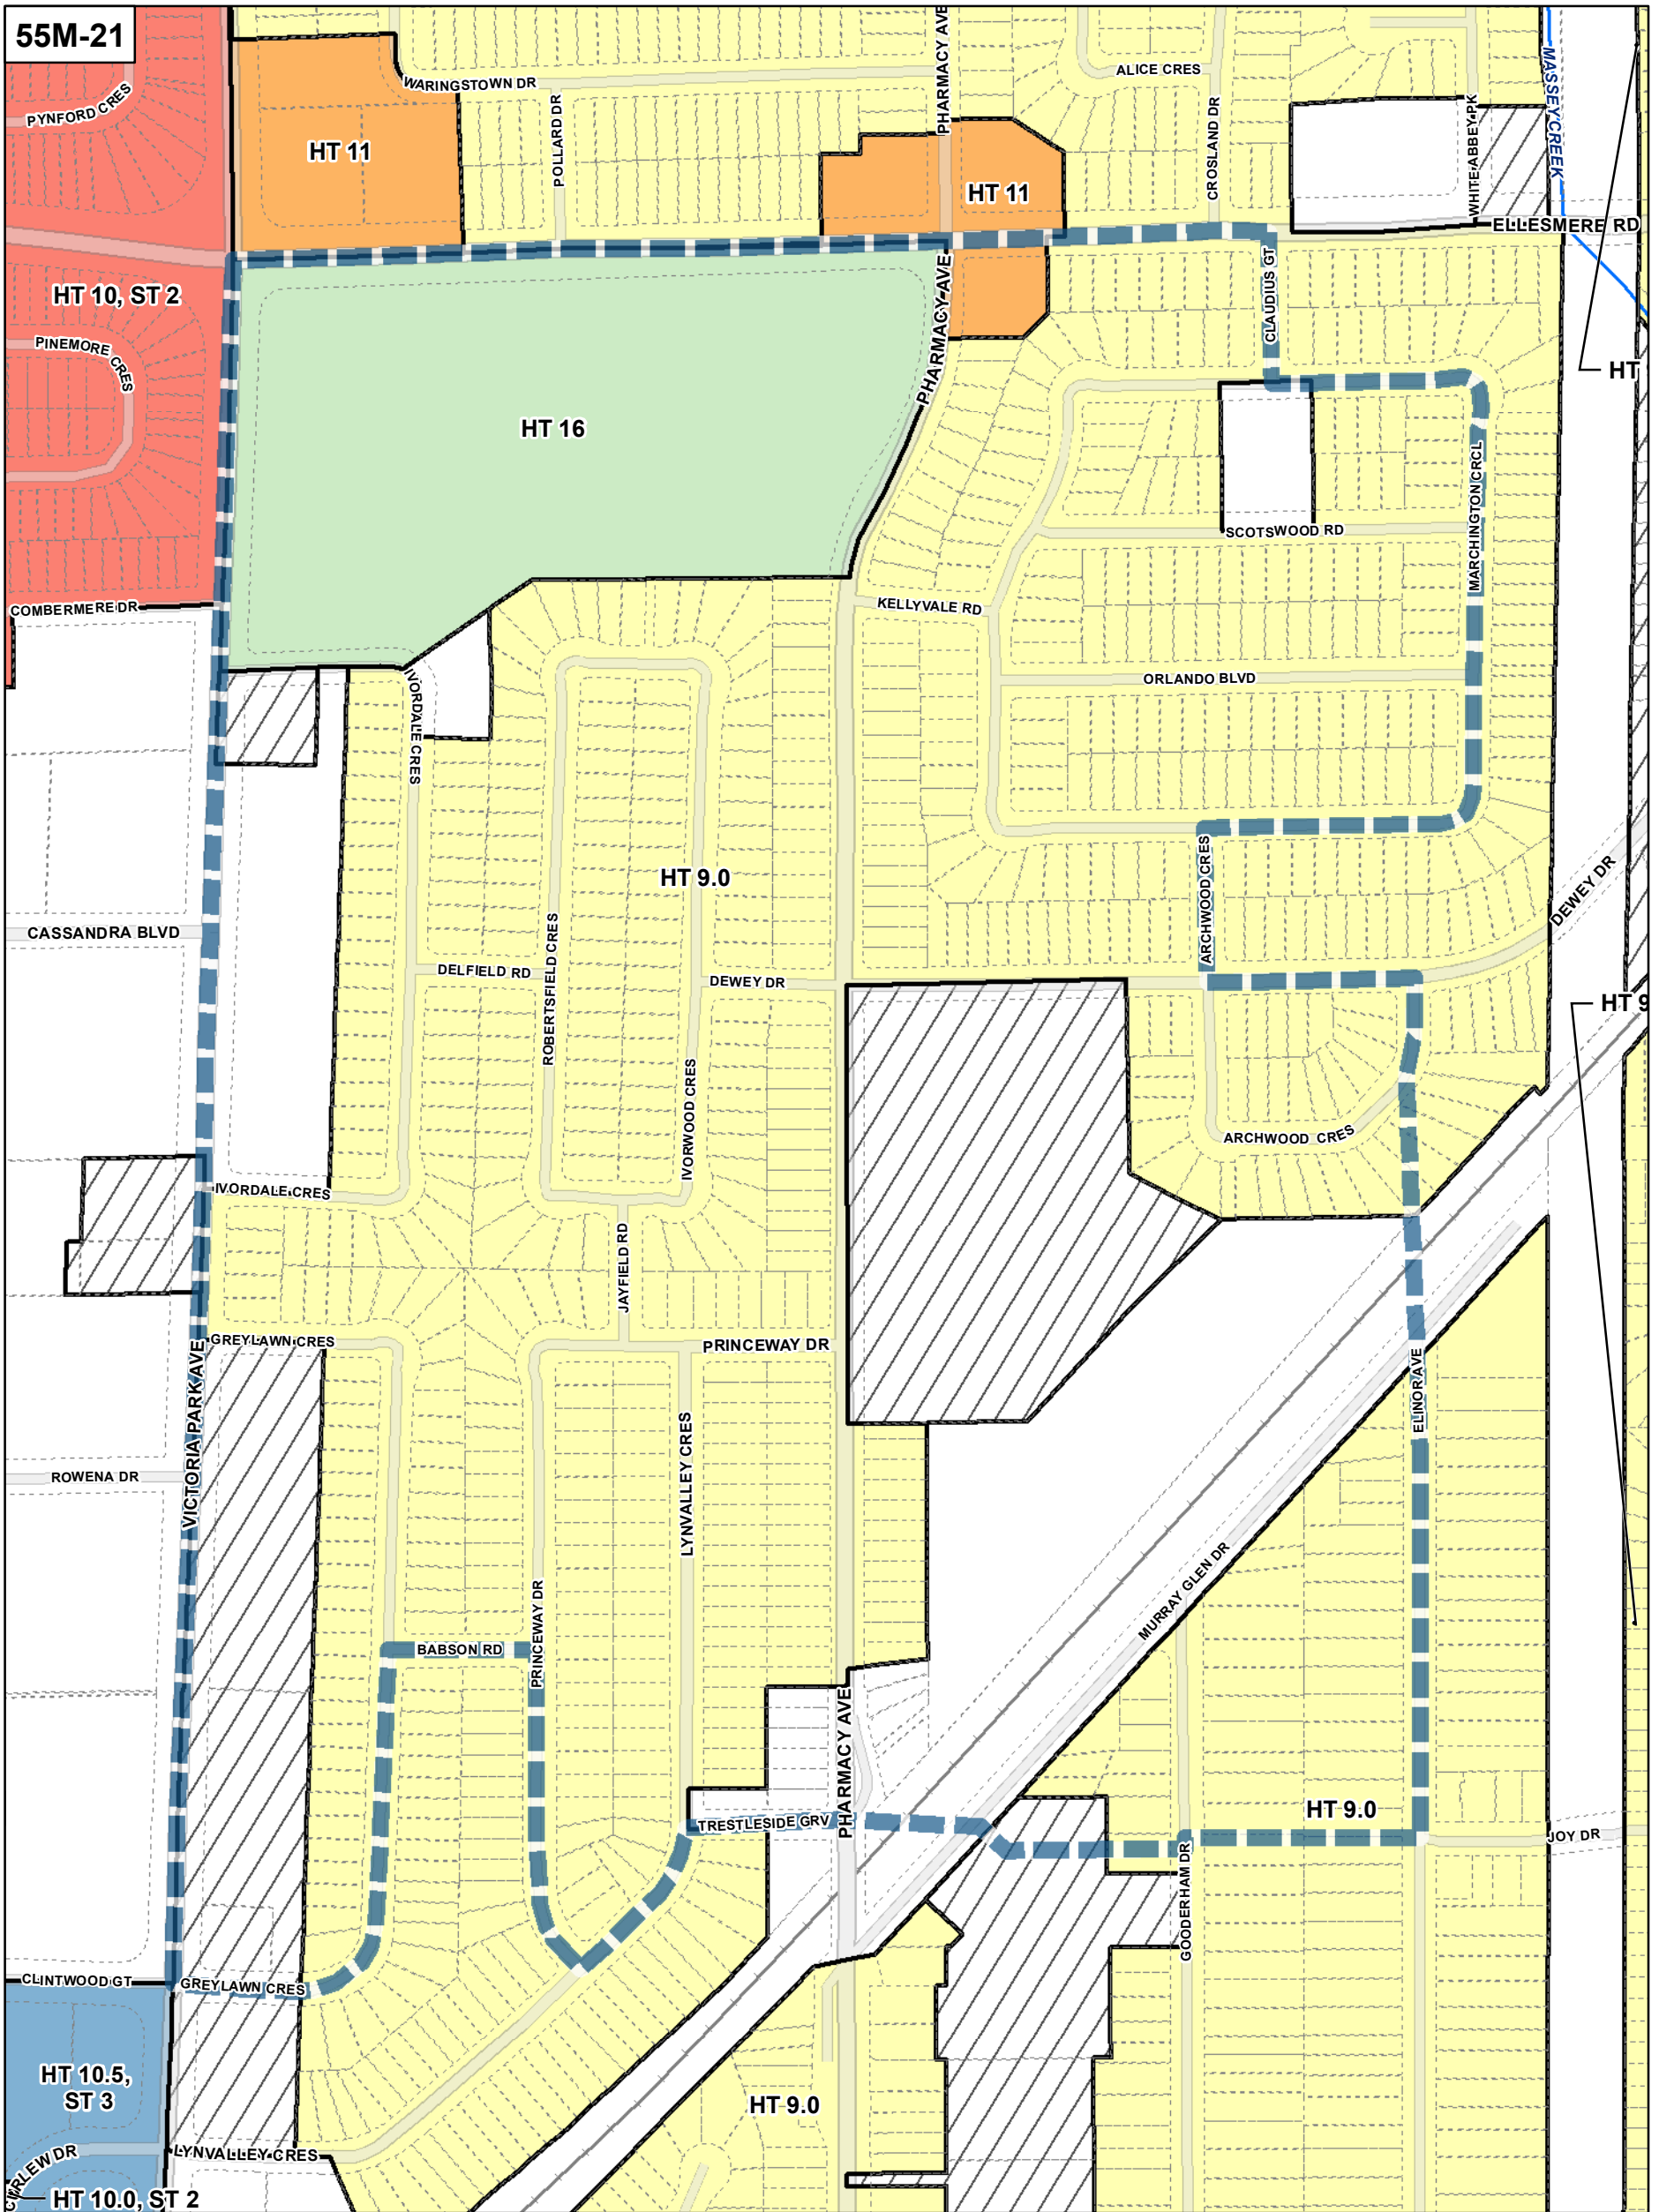 55M-21
PYNFORD CRES
WARINGSTOWN DR
POLLARD DR
PHARMACY AVE
ALICE CRES
CROSLAND DR
WHITE ABBEY PK
MASSEY CREEK
HT 11
HT 11
ELLESMERE RD
HT 10, ST 2
PINEMORE CRES
CLAUDIUS GT
PHARMACY AVE
HT
HT 16
MARCHINGTON CRCL
SCOTSWOOD RD
COMBERMERE DR
KELLYVALE RD
IVORDALE CRES
ORLANDO BLVD
HT 9.0
ARCHWOOD CRES
DEWEY DR
CASSANDRA BLVD
DELFIELD RD
ROBERTSFIELD CRES
DEWEY DR
HT 9
IVORWOOD CRES
ARCHWOOD CRES
IVORDALE CRES
JAYFIELD RD
GREYLAWN CRES
PRINCEWAY DR
VICTORIA PARK AVE
ELINOR AVE
ROWENA DR
LYNVALLEY CRES
MURRAY GLEN DR
BABSON RD
PRINCEWAY DR
PHARMACY AVE
TRESTLESIDE GRV
HT 9.0
JOY DR
GOODERHAM DR
CLINTWOOD GT
GREYLAWN CRES
HT 10.5,
ST 3
HT 9.0
LYNVALLEY CRES
HT 10.0, ST 2